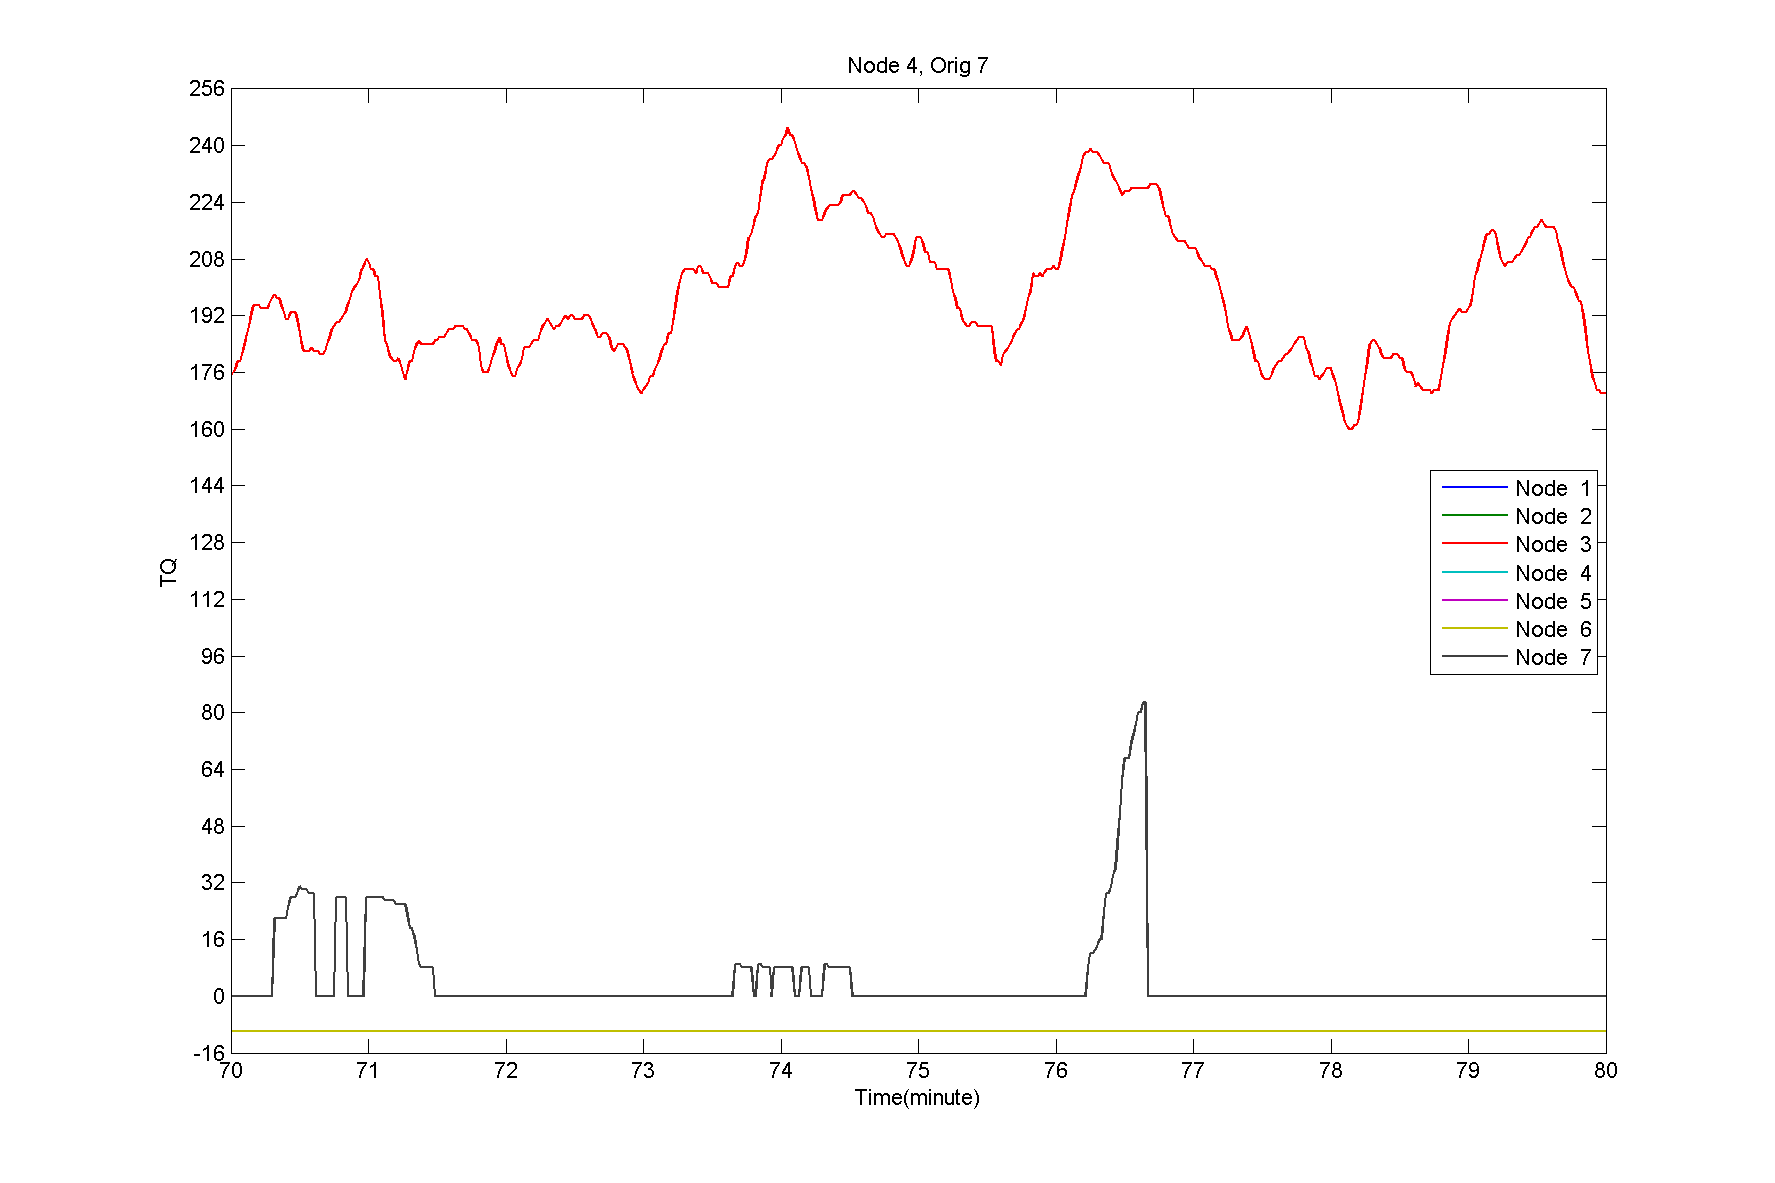 Node 4, Orig 7
256
240
224
208
192
176
160
144
128
112
96
80
64
48
32
16
0
-16
TQ
Node 1
Node 2
Node 3
Node 4
Node 5
Node 6
Node 7
70 71 72 73 74 75 76 77 78 79 80
Time(minute)